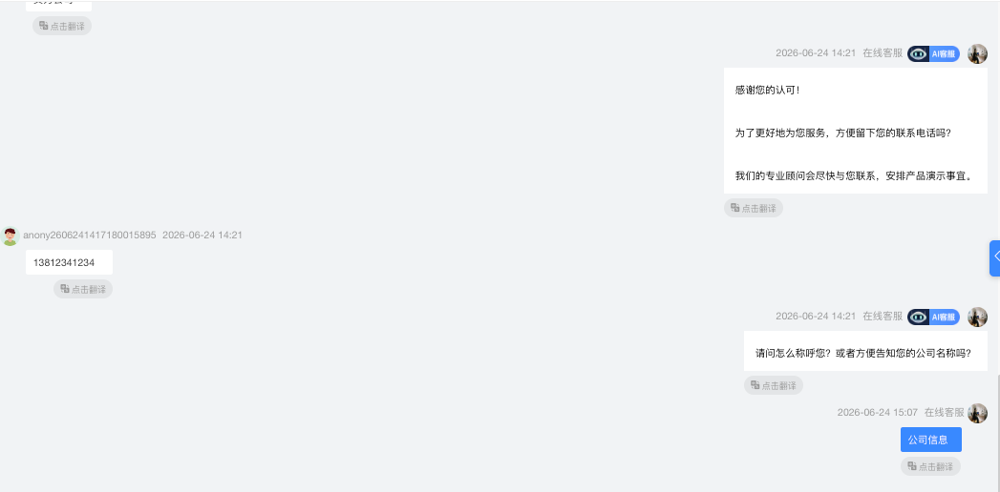 点击翻译
2026-06-24 14:21 在线客服 AI客服
感谢您的认可！
为了更好地为您服务，方便留下您的联系电话吗？
我们的专业顾问会尽快与您联系，安排产品演示事宜。
点击翻译
anony2606241417180015895 2026-06-24 14:21
13812341234
点击翻译
2026-06-24 14:21 在线客服 AI客服
请问怎么称呼您？或者方便告知您的公司名称吗？
点击翻译
2026-06-24 15:07 在线客服
公司信息
点击翻译